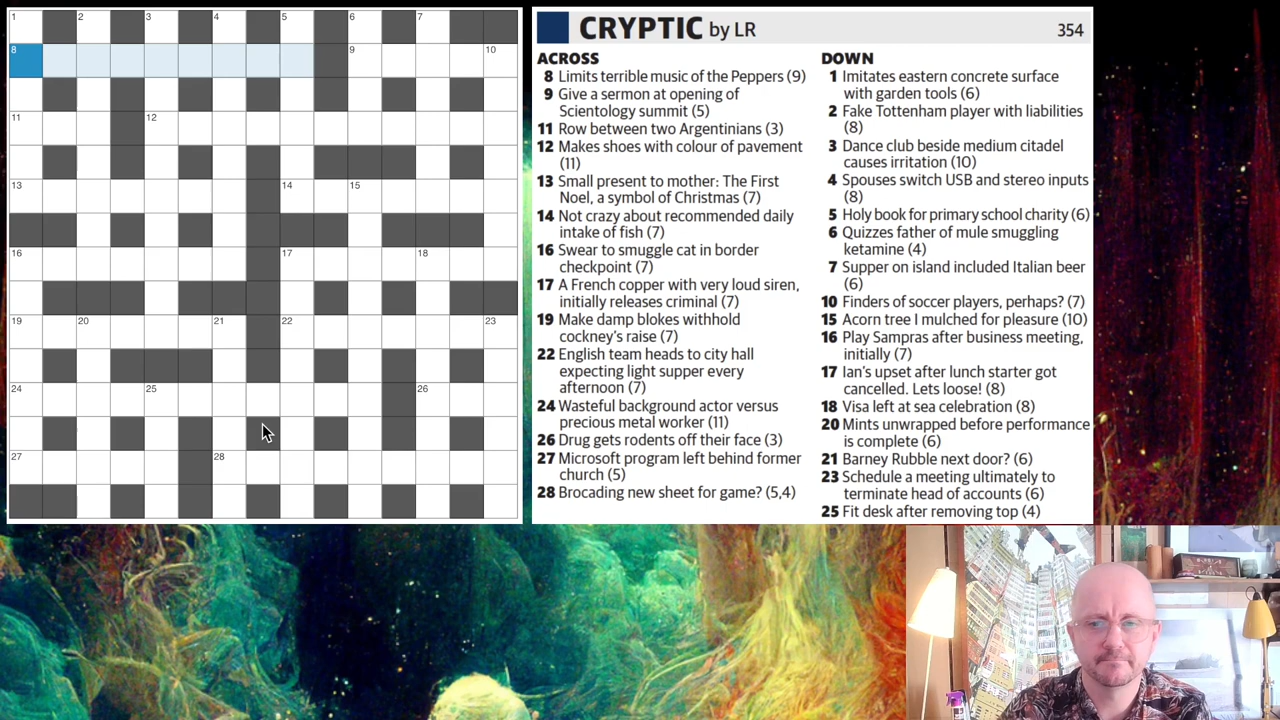 1 2 3 4 5 6 7
8 9 10
11 12
13 14 15
16 17 18
19 20 21 22 23
24 25 26
27 28
CRYPTIC by LR 354
ACROSS
8 Limits terrible music of the Peppers (9)
9 Give a sermon at opening of
Scientology summit (5)
11 Row between two Argentinians (3)
12 Makes shoes with colour of pavement
(11)
13 Small present to mother: The First
Noel, a symbol of Christmas (7)
14 Not crazy about recommended daily
intake of fish (7)
16 Swear to smuggle cat in border
checkpoint (7)
17 A French copper with very loud siren,
initially releases criminal (7)
19 Make damp blokes withhold
cockney's raise (7)
22 English team heads to city hall
expecting light supper every
afternoon (7)
24 Wasteful background actor versus
precious metal worker (11)
26 Drug gets rodents off their face (3)
27 Microsoft program left behind former
church (5)
28 Brocading new sheet for game? (5,4)
DOWN
1 Imitates eastern concrete surface
with garden tools (6)
2 Fake Tottenham player with liabilities
(8)
3 Dance club beside medium citadel
causes irritation (10)
4 Spouses switch USB and stereo inputs
(8)
5 Holy book for primary school charity (6)
6 Quizzes father of mule smuggling
ketamine (4)
7 Supper on island included Italian beer
(6)
10 Finders of soccer players, perhaps? (7)
15 Acorn tree I mulched for pleasure (10)
16 Play Sampras after business meeting,
initially (7)
17 Ian's upset after lunch starter got
cancelled. Lets loose! (8)
18 Visa left at sea celebration (8)
20 Mints unwrapped before performance
is complete (6)
21 Barney Rubble next door? (6)
23 Schedule a meeting ultimately to
terminate head of accounts (6)
25 Fit desk after removing top (4)